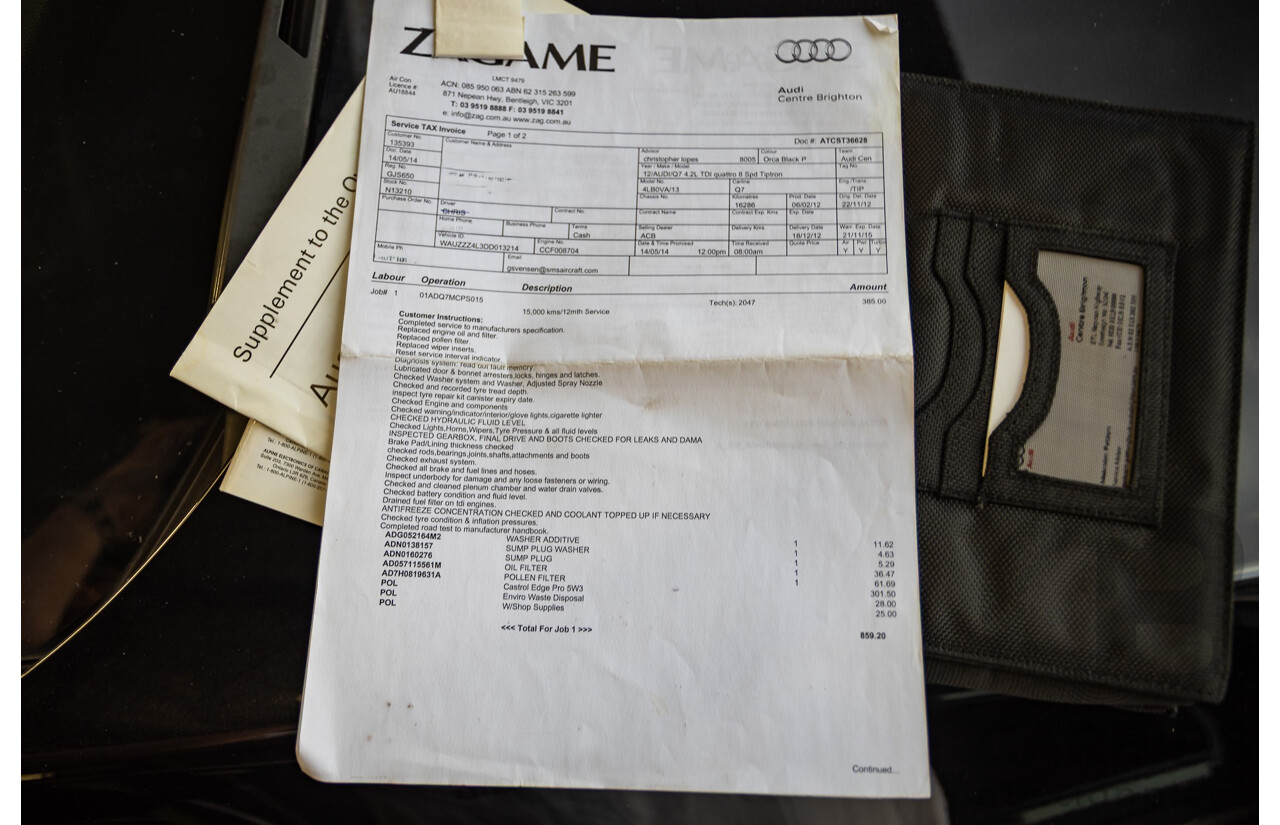 ZAGAME
Audi
Centre Brighton
LMCT 9479
Air Con
Licence #:
AU18844
ACN: 085 950 063 ABN 62 315 263 599
871 Nepean Hwy, Bentleigh, VIC 3201
T: 03 9519 8888 F: 03 9519 8841
e: info@zag.com.au www.zag.com.au
Service TAX Invoice Page 1 of 2 Doc #: ATCST36628
Customer No. Customer Name & Address Advisor Colour Team
135393 christopher lopes 8005 Orca Black P Audi Cen
Doc. Date Year / Make / Model Tag No.
14/05/14 12/AUDI/Q7 4.2L TDI quattro 8 Spd Tiptron
Reg. No. Model No. Carline Eng./Trans.
GJS650 4LB0VA/13 Q7 /TIP
Stock No. Chassis No. Kilometres Prod. Date Orig. Del. Date
N13210 16286 06/02/12 22/11/12
Purchase Order No. Driver Contract No. Contract Name Contract Exp. Kms Exp. Date
CHRIS
Home Phone Business Phone Terms Selling Dealer Delivery Kms. Delivery Date Warr. Exp. Date
Cash ACB 18/12/12 21/11/15
Vehicle ID Engine No. Date & Time Promised Time Received Quote Price Air Pwr Turbo
WAUZZZ4L3DD013214 CCF008704 14/05/14 12:00pm 08:00am Y Y Y
Mobile Ph Email
gsvensen@smsaircraft.com
Labour Operation Description Amount
Job# 1 01ADQ7MCPS015 15,000 kms/12mth Service Tech(s):2047 385.00
Customer Instructions:
Completed service to manufacturers specification.
Replaced engine oil and filter.
Replaced pollen filter.
Replaced wiper inserts.
Reset service interval indicator.
Diagnosis system: read out fault memory.
Lubricated door & bonnet arresters,locks, hinges and latches.
Checked Washer system and Washer, Adjusted Spray Nozzle
Checked and recorded tyre tread depth.
Inspect tyre repair kit canister expiry date.
Checked Engine and components
Checked warning/indicator/interior/glove lights,cigarette lighter
CHECKED HYDRAULIC FLUID LEVEL
Checked Lights,Horns,Wipers,Tyre Pressure & all fluid levels
INSPECTED GEARBOX, FINAL DRIVE AND BOOTS CHECKED FOR LEAKS AND DAMA
Brake Pad/Lining thickness checked
checked rods,bearings,joints,shafts,attachments and boots
Checked exhaust system.
Checked all brake and fuel lines and hoses.
Inspect underbody for damage and any loose fasteners or wiring.
Checked and cleaned plenum chamber and water drain valves.
Checked battery condition and fluid level.
Drained fuel filter on tdi engines.
ANTIFREEZE CONCENTRATION CHECKED AND COOLANT TOPPED UP IF NECESSARY
Checked tyre condition & inflation pressures.
Completed road test to manufacturer handbook.
ADG052164M2 WASHER ADDITIVE 1 11.62
ADN0138157 SUMP PLUG WASHER 1 4.63
ADN0160276 SUMP PLUG 1 5.29
AD057115561M OIL FILTER 1 36.47
AD7H0819631A POLLEN FILTER 1 61.69
POL Castrol Edge Pro 5W3 301.50
POL Enviro Waste Disposal 28.00
POL W/Shop Supplies 25.00
<<< Total For Job 1 >>> 859.20
Continued...
Supplement to the
Tel.: 1-800-ALPINE-1
ALPINE ELECTRONICS OF CANADA
Audi
Centre Brighton
Audi